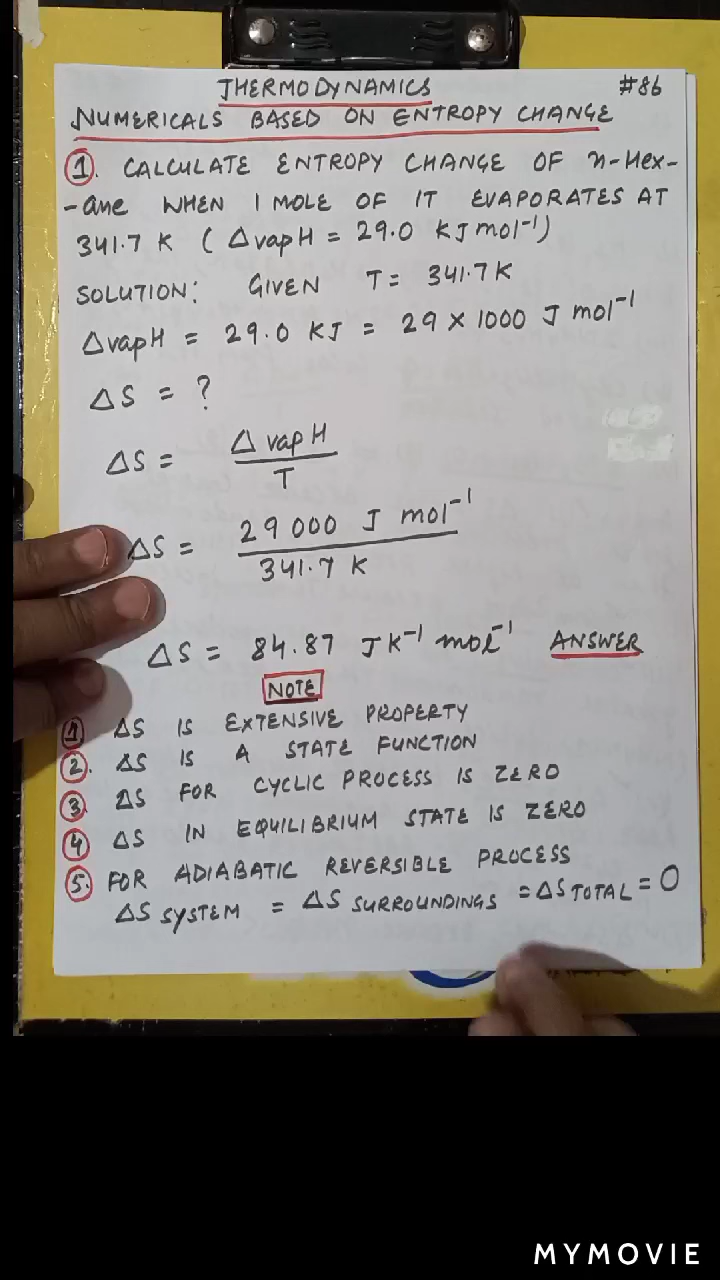 THERMODYNAMICS #86
NUMERICALS BASED ON ENTROPY CHANGE
1. CALCULATE ENTROPY CHANGE OF n-Hex-
-ane WHEN 1 MOLE OF IT EVAPORATES AT
341.7 K (ΔvapH = 29.0 KJ mol⁻¹)
SOLUTION: GIVEN T = 341.7 K
ΔvapH = 29.0 KJ = 29 × 1000 J mol⁻¹
ΔS = ?
ΔS = ΔvapH / T
ΔS = 29000 J mol⁻¹ / 341.7 K
ΔS = 84.87 JK⁻¹ mol⁻¹ ANSWER
NOTE
1. ΔS IS EXTENSIVE PROPERTY
2. ΔS IS A STATE FUNCTION
3 ΔS FOR CYCLIC PROCESS IS ZERO
4 ΔS IN EQUILIBRIUM STATE IS ZERO
5. FOR ADIABATIC REVERSIBLE PROCESS
ΔS SYSTEM = ΔS SURROUNDINGS = ΔS TOTAL = 0
MYMOVIE